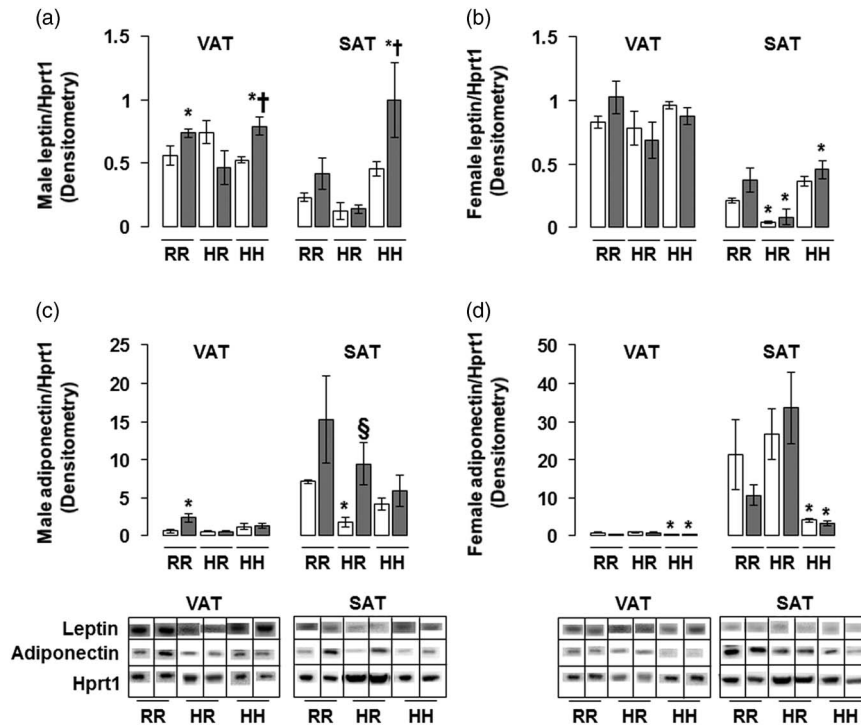 (a)
Male leptin/Hprt1
(Densitometry)
1.5
1
0.5
0
VAT
SAT
*
*†
*†
RR HR HH
RR HR HH
(b)
Female leptin/Hprt1
(Densitometry)
1.5
1
0.5
0
VAT
SAT
* * *
RR HR HH
RR HR HH
(c)
Male adiponectin/Hprt1
(Densitometry)
25
20
15
10
5
0
VAT
SAT
*
*
§
RR HR HH
RR HR HH
(d)
Female adiponectin/Hprt1
(Densitometry)
50
40
30
20
10
0
VAT
SAT
* *
* *
RR HR HH
RR HR HH
VAT SAT
Leptin
Adiponectin
Hprt1
RR HR HH
RR HR HH
VAT SAT
RR HR HH
RR HR HH